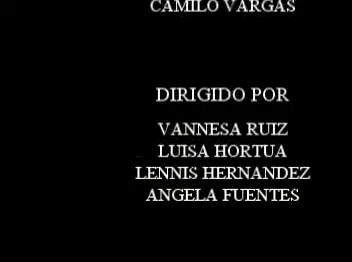 CAMILO VARGAS
DIRIGIDO POR
VANNESA RUIZ
LUISA HORTUA
LENNIS HERNANDEZ
ANGELA FUENTES